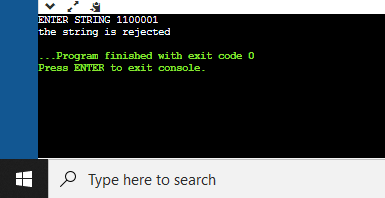 ENTER STRING 1100001
the string is rejected
...Program finished with exit code 0
Press ENTER to exit console.
Type here to search